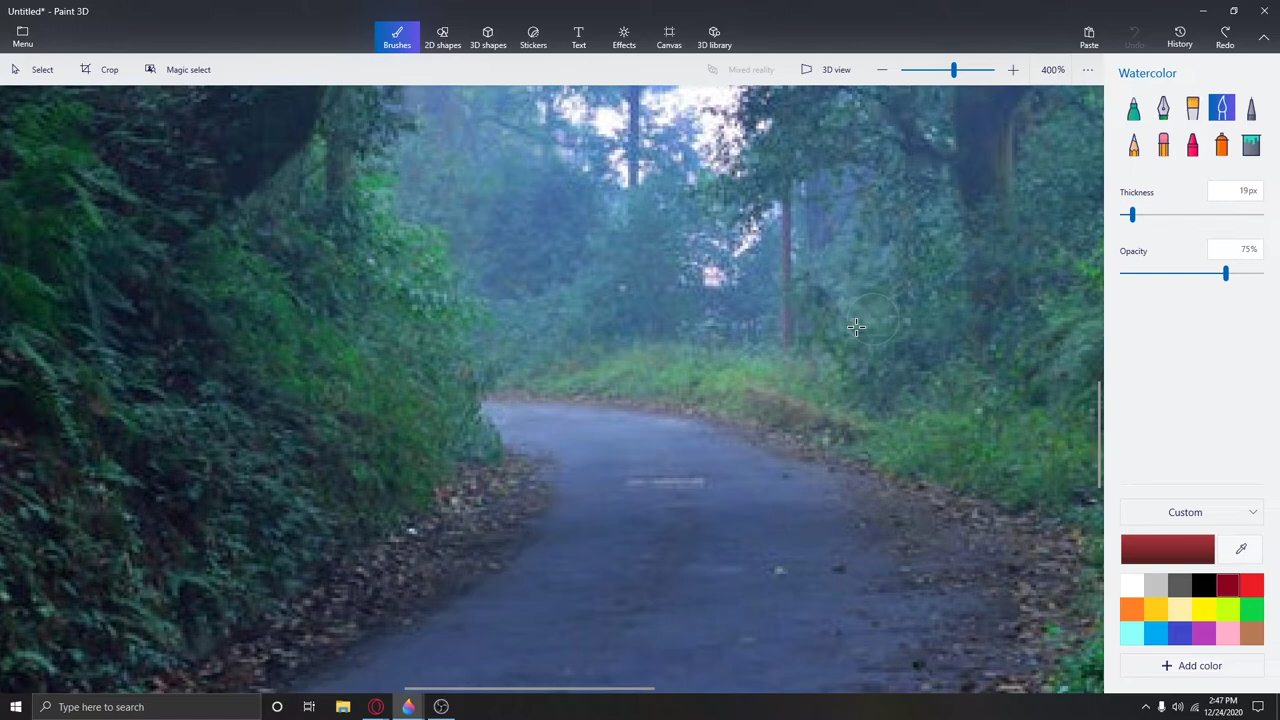 Untitled* - Paint 3D
Menu
Brushes
2D shapes
3D shapes
Stickers
Text
Effects
Canvas
3D library
Paste
Undo
History
Redo
Select
Crop
Magic select
Mixed reality
3D view
400%
Watercolor
Thickness
19px
Opacity
75%
Custom
Add color
Type here to search
2:47 PM
12/24/2020